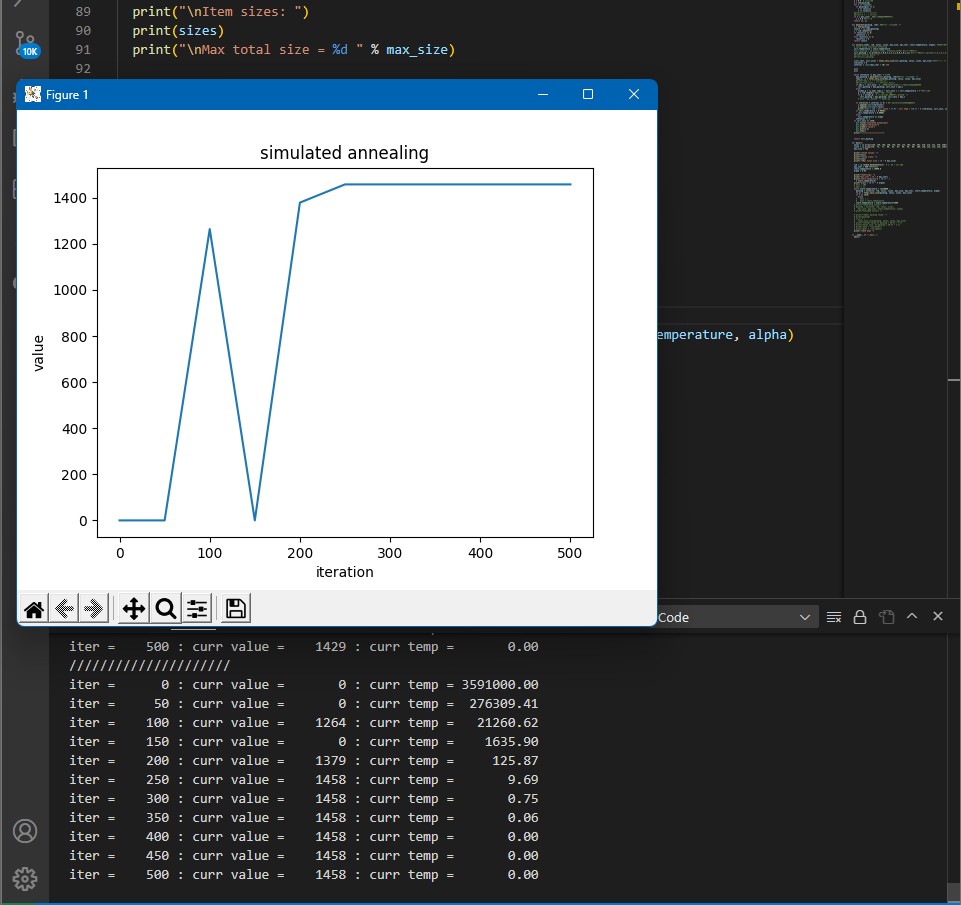 89 print("\nItem sizes: ")
90 print(sizes)
91 print("\nMax total size = %d " % max_size)
92
10K
Figure 1
simulated annealing
value
1400
1200
1000
800
600
400
200
0
0 100 200 300 400 500
iteration
emperature, alpha)
Code
iter = 500 : curr value = 1429 : curr temp = 0.00
/////////////////////
iter = 0 : curr value = 0 : curr temp = 3591000.00
iter = 50 : curr value = 0 : curr temp = 276309.41
iter = 100 : curr value = 1264 : curr temp = 21260.62
iter = 150 : curr value = 0 : curr temp = 1635.90
iter = 200 : curr value = 1379 : curr temp = 125.87
iter = 250 : curr value = 1458 : curr temp = 9.69
iter = 300 : curr value = 1458 : curr temp = 0.75
iter = 350 : curr value = 1458 : curr temp = 0.06
iter = 400 : curr value = 1458 : curr temp = 0.00
iter = 450 : curr value = 1458 : curr temp = 0.00
iter = 500 : curr value = 1458 : curr temp = 0.00